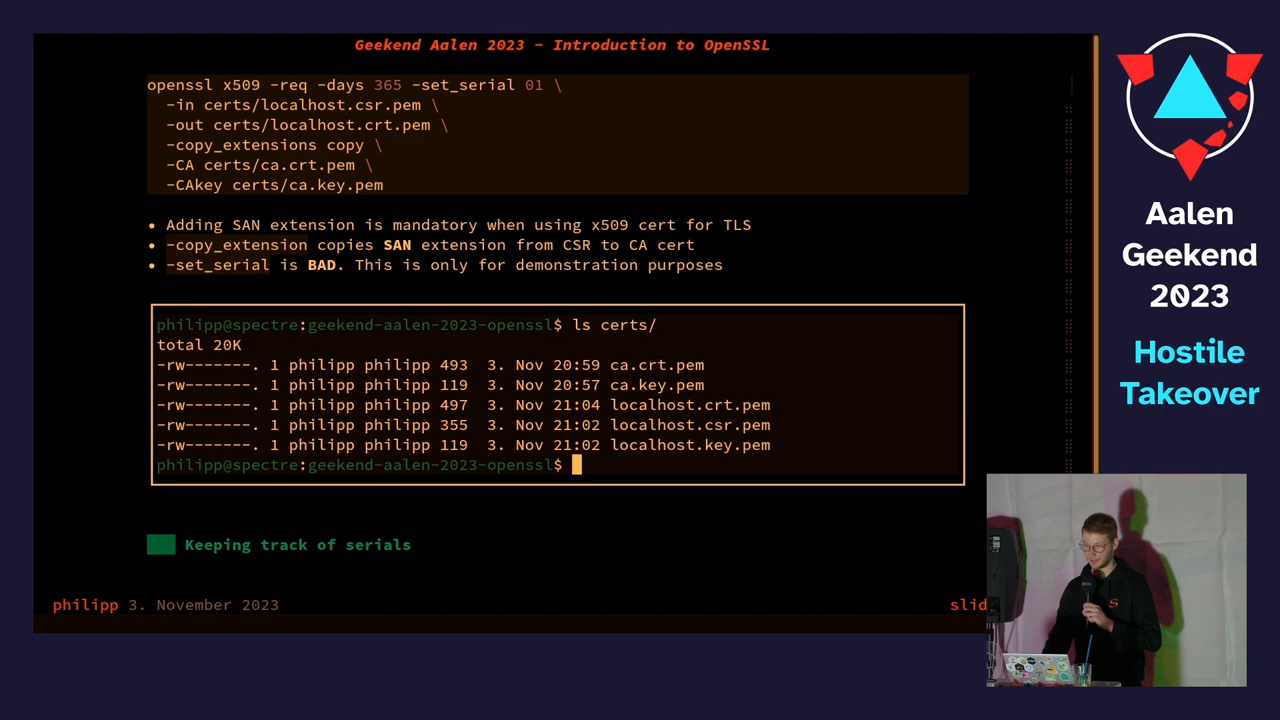 Geekend Aalen 2023 - Introduction to OpenSSL
openssl x509 -req -days 365 -set_serial 01 \
-in certs/localhost.csr.pem \
-out certs/localhost.crt.pem \
-copy_extensions copy \
-CA certs/ca.crt.pem \
-CAkey certs/ca.key.pem
• Adding SAN extension is mandatory when using x509 cert for TLS
• -copy_extension copies SAN extension from CSR to CA cert
• -set_serial is BAD. This is only for demonstration purposes
philipp@spectre:geekend-aalen-2023-openssl$ ls certs/
total 20K
-rw-------. 1 philipp philipp 493  3. Nov 20:59 ca.crt.pem
-rw-------. 1 philipp philipp 119  3. Nov 20:57 ca.key.pem
-rw-------. 1 philipp philipp 497  3. Nov 21:04 localhost.crt.pem
-rw-------. 1 philipp philipp 355  3. Nov 21:02 localhost.csr.pem
-rw-------. 1 philipp philipp 119  3. Nov 21:02 localhost.key.pem
philipp@spectre:geekend-aalen-2023-openssl$
Keeping track of serials
philipp 3. November 2023
slid
Aalen
Geekend
2023
Hostile
Takeover